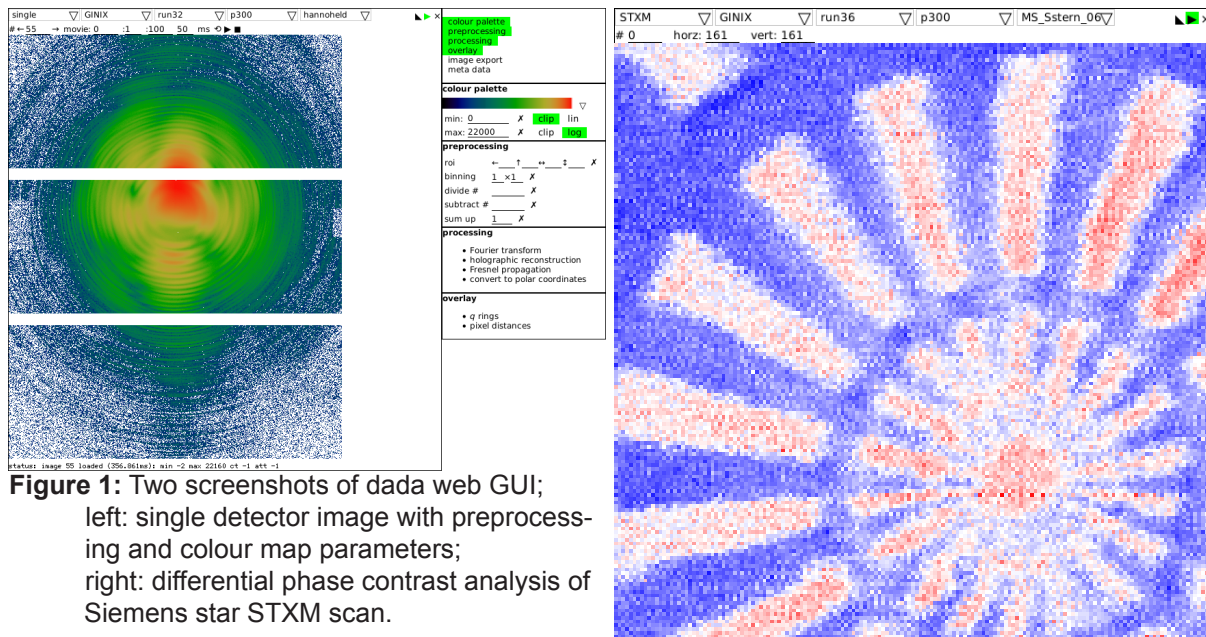 single ▽ GINIX ▽ run32 ▽ p300 ▽ hannoheld ▽ ◣ ▶ ×
# ← 55 → movie: 0 :1 :100 50 ms ⟲ ▶ ■
colour palette
preprocessing
processing
overlay
image export
meta data
colour palette
▽
min: 0 ✗ clip lin
max: 22000 ✗ clip log
preprocessing
roi ← ↑ ↔ ↕ ✗
binning 1 ×1 ✗
divide # ✗
subtract # ✗
sum up 1 ✗
processing
• Fourier transform
• holographic reconstruction
• Fresnel propagation
• convert to polar coordinates
overlay
• q rings
• pixel distances
status: image 55 loaded (356.861ms): min -2 max 22160 ct -1 att -1
STXM ▽ GINIX ▽ run36 ▽ p300 ▽ MS_Sstern_06 ▽ ◣ ▶ ×
# 0 horz: 161 vert: 161
Figure 1: Two screenshots of dada web GUI;
left: single detector image with preprocess-
ing and colour map parameters;
right: differential phase contrast analysis of
Siemens star STXM scan.